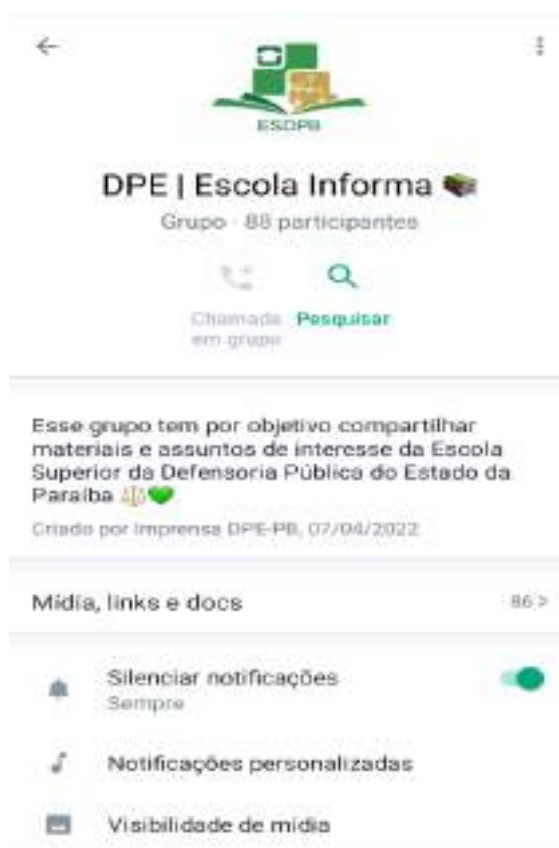 ESDPB
DPE | Escola Informa
Grupo · 88 participantes
Chamada Pesquisar
em grupo
Esse grupo tem por objetivo compartilhar
materiais e assuntos de interesse da Escola
Superior da Defensoria Pública do Estado da
Paraíba ⚖️💚
Criado por Imprensa DPE-PB, 07/04/2022
Mídia, links e docs 86 >
Silenciar notificações
Sempre
Notificações personalizadas
Visibilidade de mídia